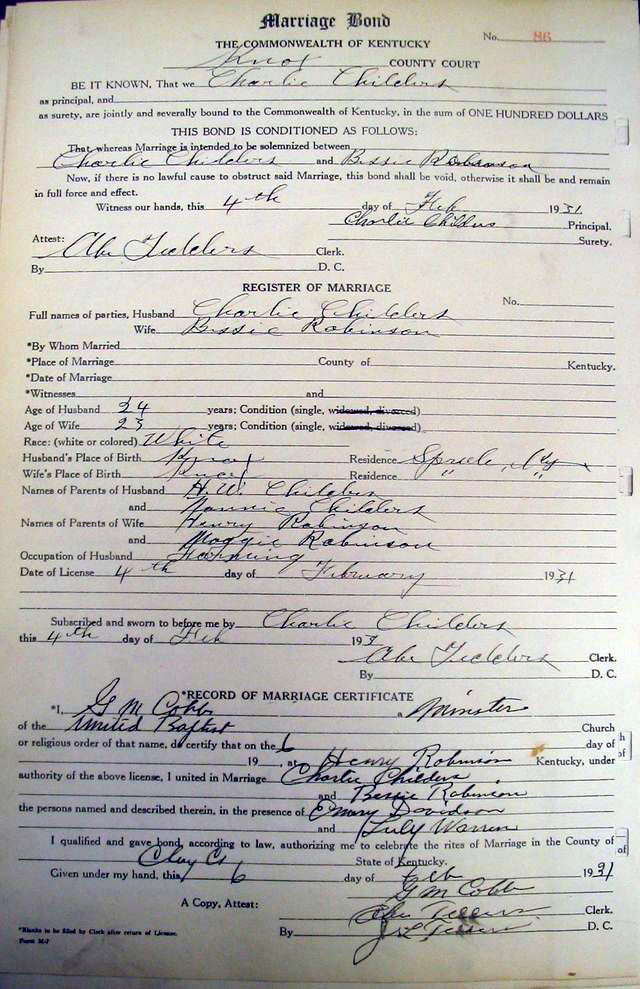 Marriage Bond
No. 86
THE COMMONWEALTH OF KENTUCKY
Knox COUNTY COURT
BE IT KNOWN, That we Charlie Childers
as principal, and
as surety, are jointly and severally bound to the Commonwealth of Kentucky, in the sum of ONE HUNDRED DOLLARS
THIS BOND IS CONDITIONED AS FOLLOWS:
That whereas Marriage is intended to be solemnized between
Charlie Childers and Bessie Robinson
Now, if there is no lawful cause to obstruct said Marriage, this bond shall be void, otherwise it shall be and remain
in full force and effect.
Witness our hands, this 4th day of Feb 1931
Charlie Childers Principal.
Attest: Surety.
Abe Fielders Clerk.
By D. C.
REGISTER OF MARRIAGE
No.
Full names of parties, Husband Charlie Childers
Wife Bessie Robinson
*By Whom Married
*Place of Marriage County of Kentucky.
*Date of Marriage
*Witnesses and
Age of Husband 24 years; Condition (single, widowed, divorced)
Age of Wife 23 years; Condition (single, widowed, divorced)
Race: (white or colored) White
Husband's Place of Birth Knox Residence Ky
Wife's Place of Birth Knox Residence " "
Names of Parents of Husband H.W. Childers
and Nannie Childers
Names of Parents of Wife Henry Robinson
and Maggie Robinson
Occupation of Husband Farming
Date of License 4th day of February 1931
Subscribed and sworn to before me by Charlie Childers
this 4th day of Feb 193
Abe Fielders Clerk.
By D. C.
*RECORD OF MARRIAGE CERTIFICATE
*I, G M Cobb a Minister
of the United Baptist Church
or religious order of that name, do certify that on the 6 day of
19 , at Henry Robinson Kentucky, under
authority of the above license, I united in Marriage Charlie Childers
and Bessie Robinson
the persons named and described therein, in the presence of Emery Davidson
and July Warren
I qualified and gave bond, according to law, authorizing me to celebrate the rites of Marriage in the County of
Clay Co State of Kentucky.
Given under my hand, this 6 day of Feb 1931
G M Cobb
A Copy, Attest: Clerk.
*Blanks to be filled by Clerk after return of License. By D. C.
Form M-7